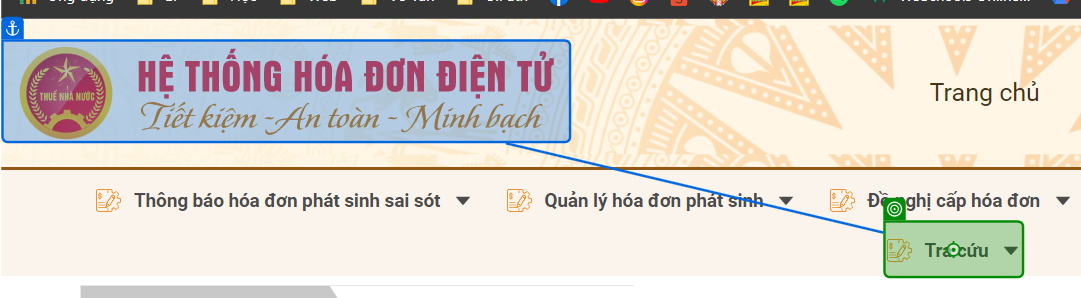 THUẾ NHÀ NƯỚC
HỆ THỐNG HÓA ĐƠN ĐIỆN TỬ
Tiết kiệm -An toàn - Minh bạch
Trang chủ
Thông báo hóa đơn phát sinh sai sót
Quản lý hóa đơn phát sinh
Đề nghị cấp hóa đơn
Tra cứu